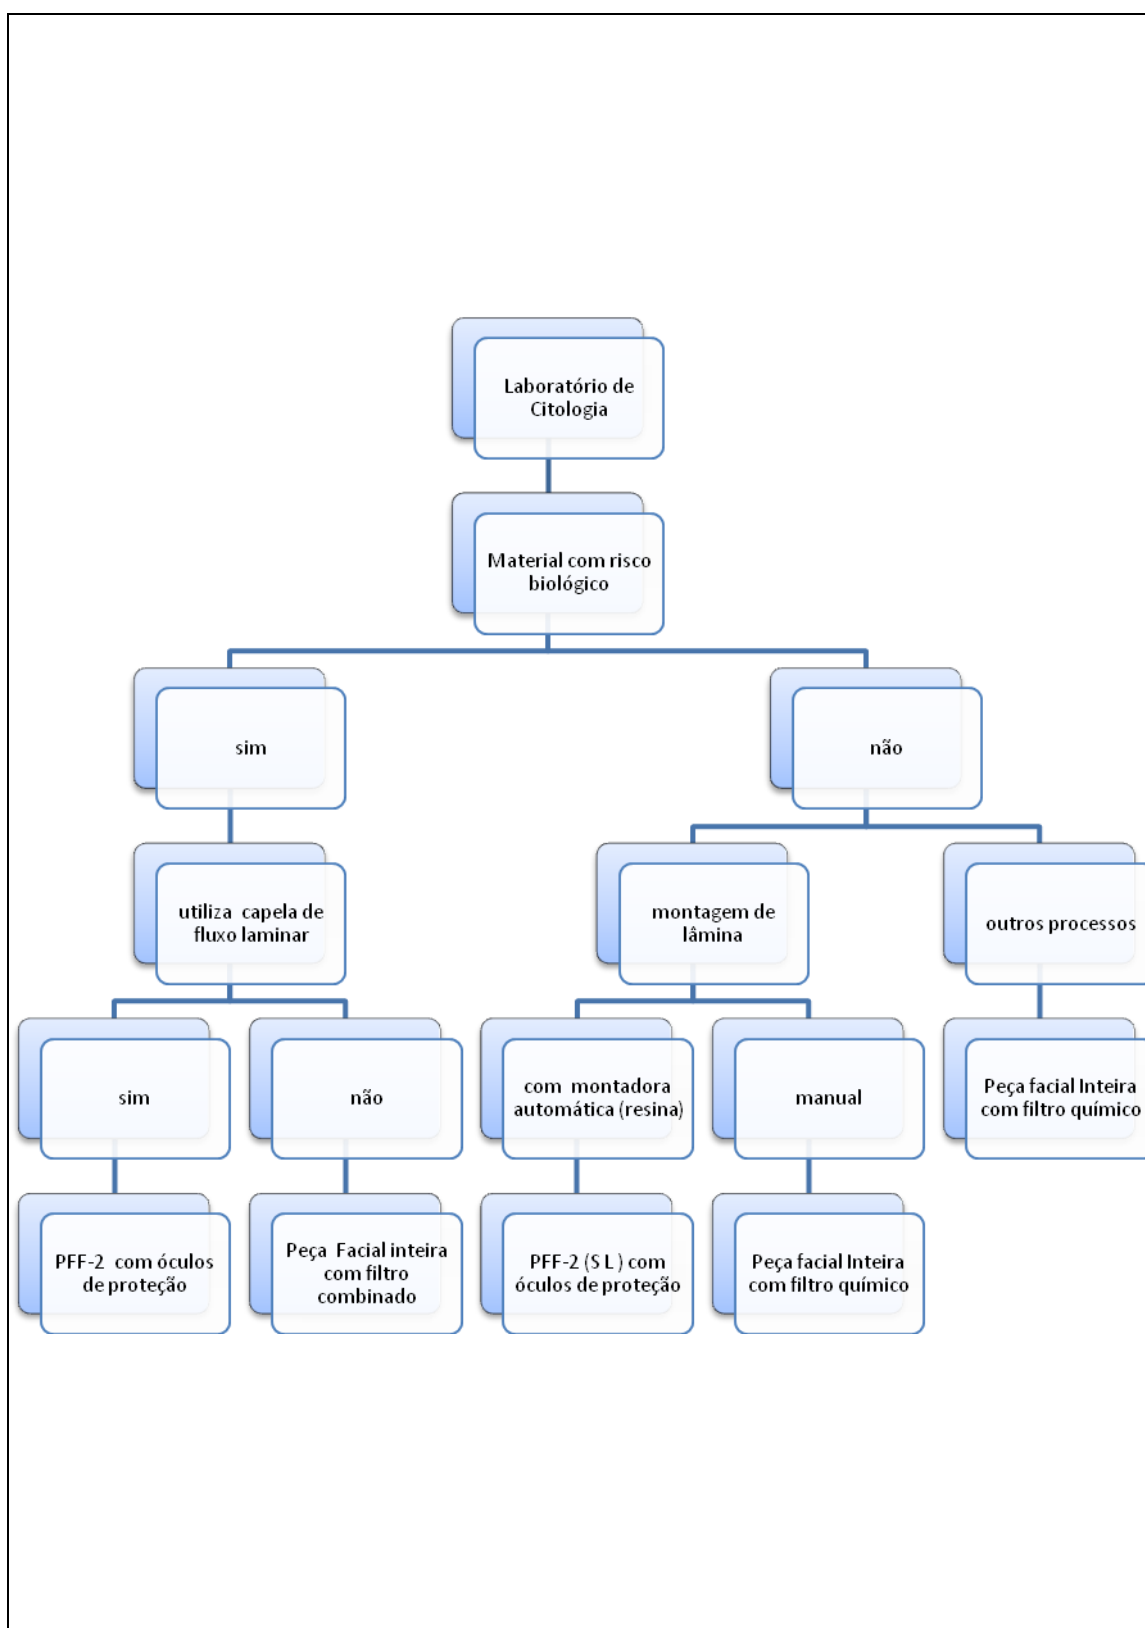 Laboratório de
Citologia
Material com risco
biológico
sim
não
utiliza capela de
fluxo laminar
montagem de
lâmina
outros processos
sim
não
com montadora
automática (resina)
manual
Peça facial Inteira
com filtro químico
PFF-2 com óculos
de proteção
Peça Facial inteira
com filtro
combinado
PFF-2 (S L) com
óculos de proteção
Peça facial Inteira
com filtro químico